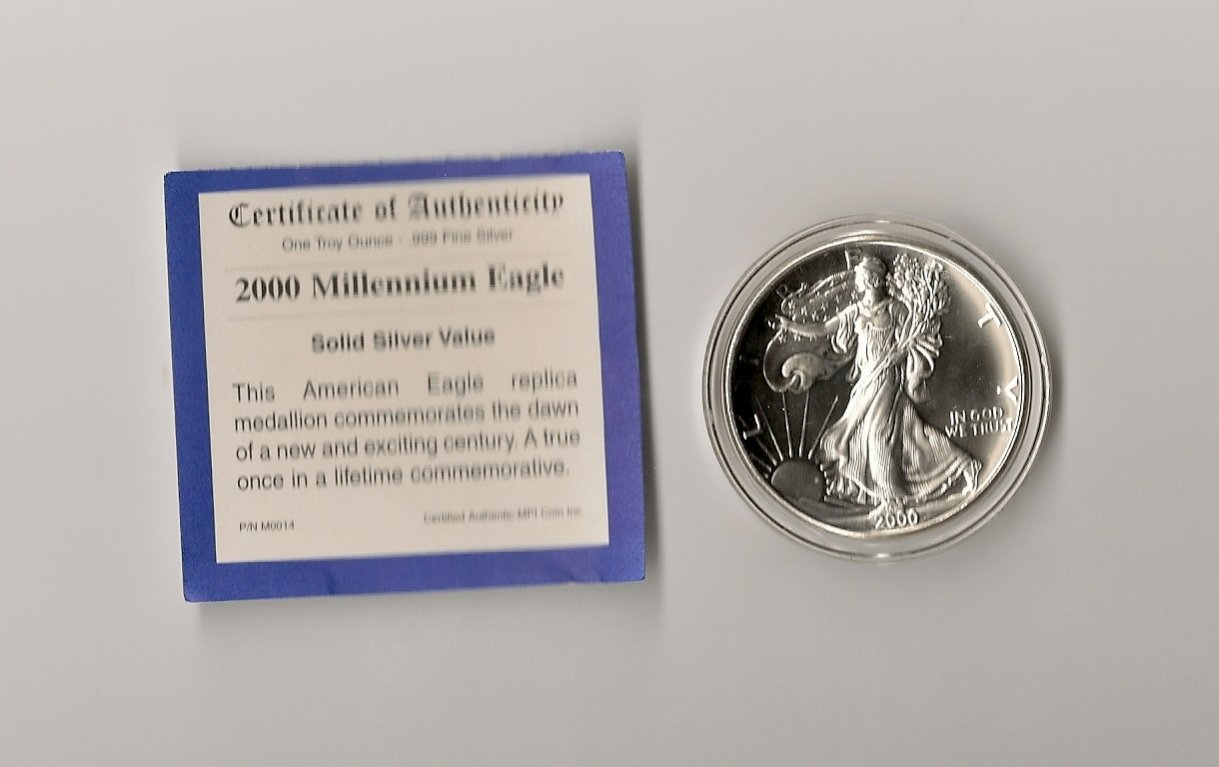 Certificate of Authenticity
One Troy Ounce - .999 Fine Silver
2000 Millennium Eagle
Solid Silver Value
This American Eagle replica
medallion commemorates the dawn
of a new and exciting century. A true
once in a lifetime commemorative.
P/N M0014
Certified Authentic MPI Coin Inc.
LIBERTY
IN GOD
WE TRUST
2000